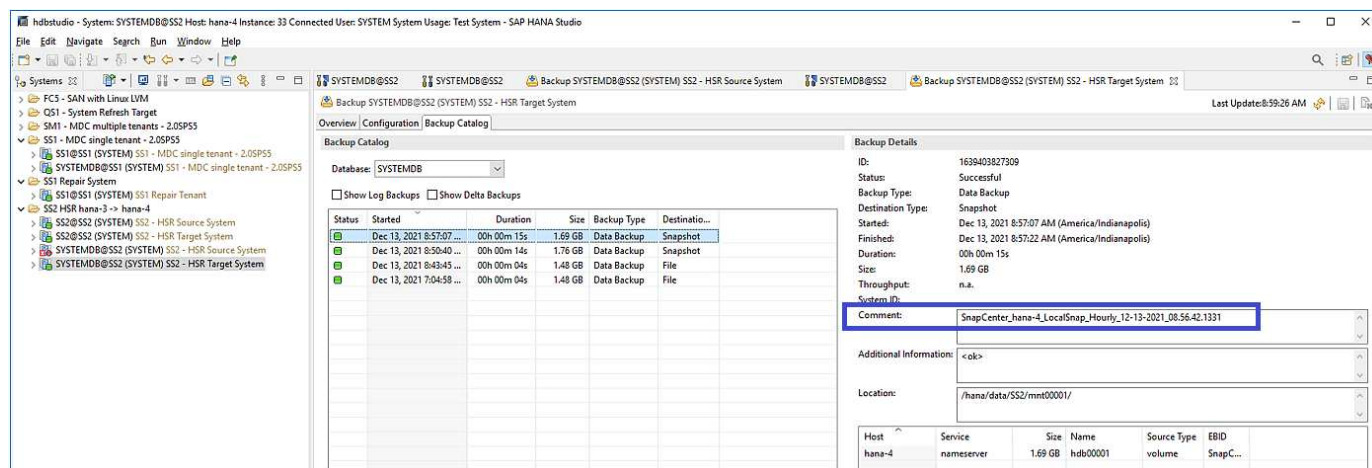 hdbstudio - System: SYSTEMDB@SS2 Host: hana-4 Instance: 33 Connected User: SYSTEM System Usage: Test System - SAP HANA Studio
File Edit Navigate Search Run Window Help
Systems
SYSTEMDB@SS2 SYSTEMDB@SS2 Backup SYSTEMDB@SS2 (SYSTEM) SS2 - HSR Source System SYSTEMDB@SS2 Backup SYSTEMDB@SS2 (SYSTEM) SS2 - HSR Target System
FC5 - SAN with Linux LVM
QS1 - System Refresh Target
SM1 - MDC multiple tenants - 2.0SPS5
SS1 - MDC single tenant - 2.0SPS5
SS1@SS1 (SYSTEM) SS1 - MDC single tenant - 2.0SPS5
SYSTEMDB@SS1 (SYSTEM) SS1 - MDC single tenant - 2.0SPS5
SS1 Repair System
SS1@SS1 (SYSTEM) SS1 Repair Tenant
SS2 HSR hana-3 -> hana-4
SS2@SS2 (SYSTEM) SS2 - HSR Source System
SS2@SS2 (SYSTEM) SS2 - HSR Target System
SYSTEMDB@SS2 (SYSTEM) SS2 - HSR Source System
SYSTEMDB@SS2 (SYSTEM) SS2 - HSR Target System
Backup SYSTEMDB@SS2 (SYSTEM) SS2 - HSR Target System
Last Update:8:59:26 AM
Overview Configuration Backup Catalog
Backup Catalog
Database: SYSTEMDB
Show Log Backups Show Delta Backups
Status Started Duration Size Backup Type Destinatio...
Dec 13, 2021 8:57:07 ... 00h 00m 15s 1.69 GB Data Backup Snapshot
Dec 13, 2021 8:50:40 ... 00h 00m 14s 1.76 GB Data Backup Snapshot
Dec 13, 2021 8:43:45 ... 00h 00m 04s 1.48 GB Data Backup File
Dec 13, 2021 7:04:58 ... 00h 00m 04s 1.48 GB Data Backup File
Backup Details
ID: 1639403827309
Status: Successful
Backup Type: Data Backup
Destination Type: Snapshot
Started: Dec 13, 2021 8:57:07 AM (America/Indianapolis)
Finished: Dec 13, 2021 8:57:22 AM (America/Indianapolis)
Duration: 00h 00m 15s
Size: 1.69 GB
Throughput: n.a.
System ID:
Comment: SnapCenter_hana-4_LocalSnap_Hourly_12-13-2021_08.56.42.1331
Additional Information: <ok>
Location: /hana/data/SS2/mnt00001/
Host Service Size Name Source Type EBID
hana-4 nameserver 1.69 GB hdb00001 volume SnapC...